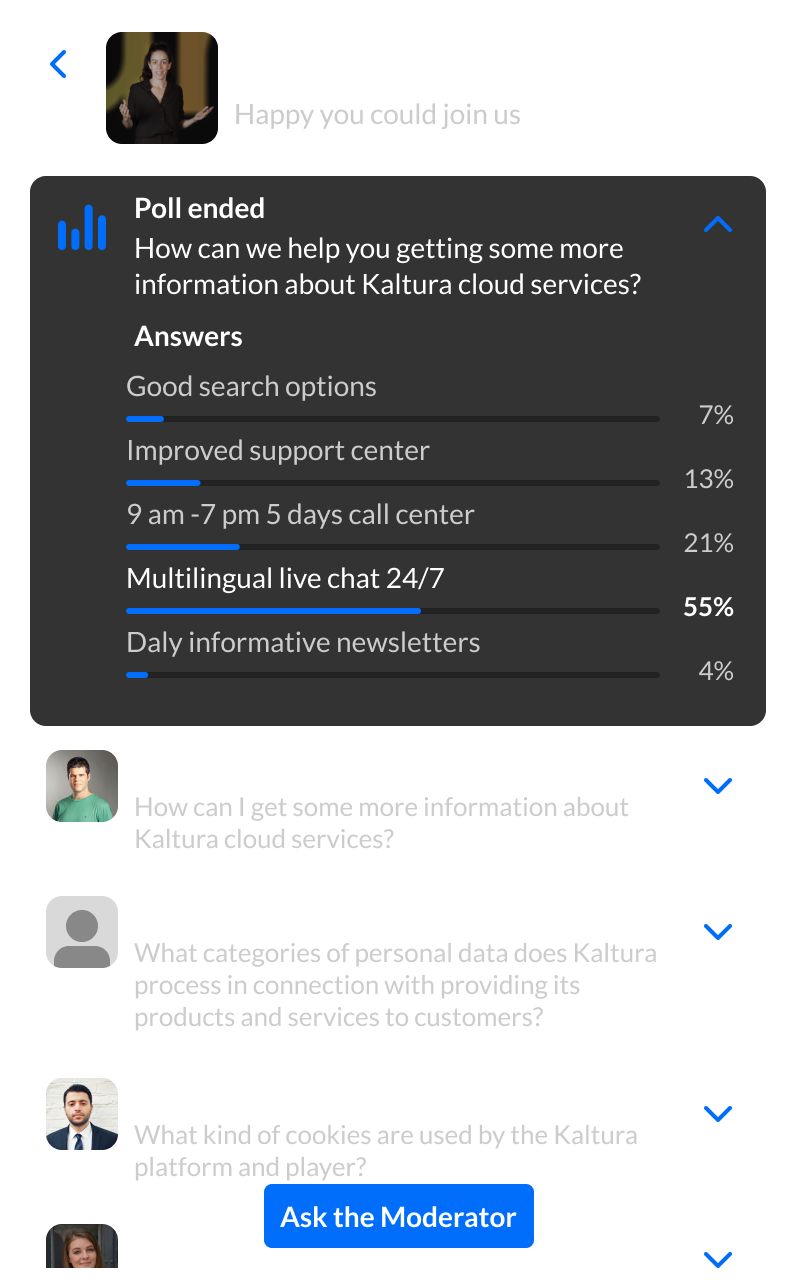 Happy you could join us
Poll ended
How can we help you getting some more
information about Kaltura cloud services?
Answers
Good search options
7%
Improved support center
13%
9 am -7 pm 5 days call center
21%
Multilingual live chat 24/7
55%
Daly informative newsletters
4%
How can I get some more information about
Kaltura cloud services?
What categories of personal data does Kaltura
process in connection with providing its
products and services to customers?
What kind of cookies are used by the Kaltura
platform and player?
Ask the Moderator